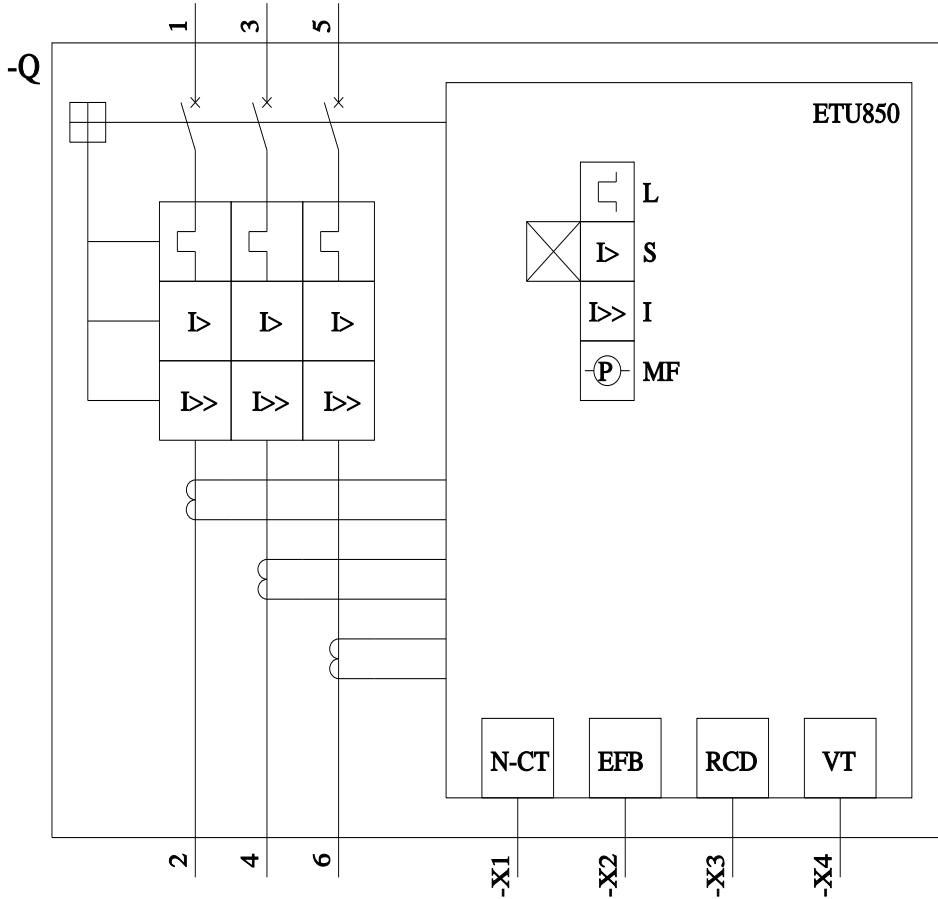 1 3 5
-Q
ETU850
L
I> S
I> I> I>
I>> I
P MF
I>> I>> I>>
N-CT EFB RCD VT
2 4 6 -X1 -X2 -X3 -X4